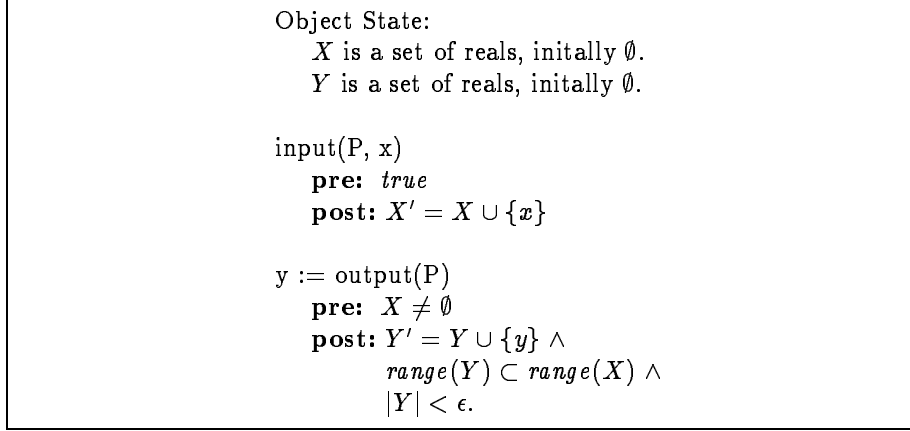 Object State:
X is a set of reals, initally ∅.
Y is a set of reals, initally ∅.
input(P, x)
pre: true
post: X′ = X ∪ {x}
y := output(P)
pre: X ≠ ∅
post: Y′ = Y ∪ {y} ∧
range(Y) ⊂ range(X) ∧
|Y| < ϵ.